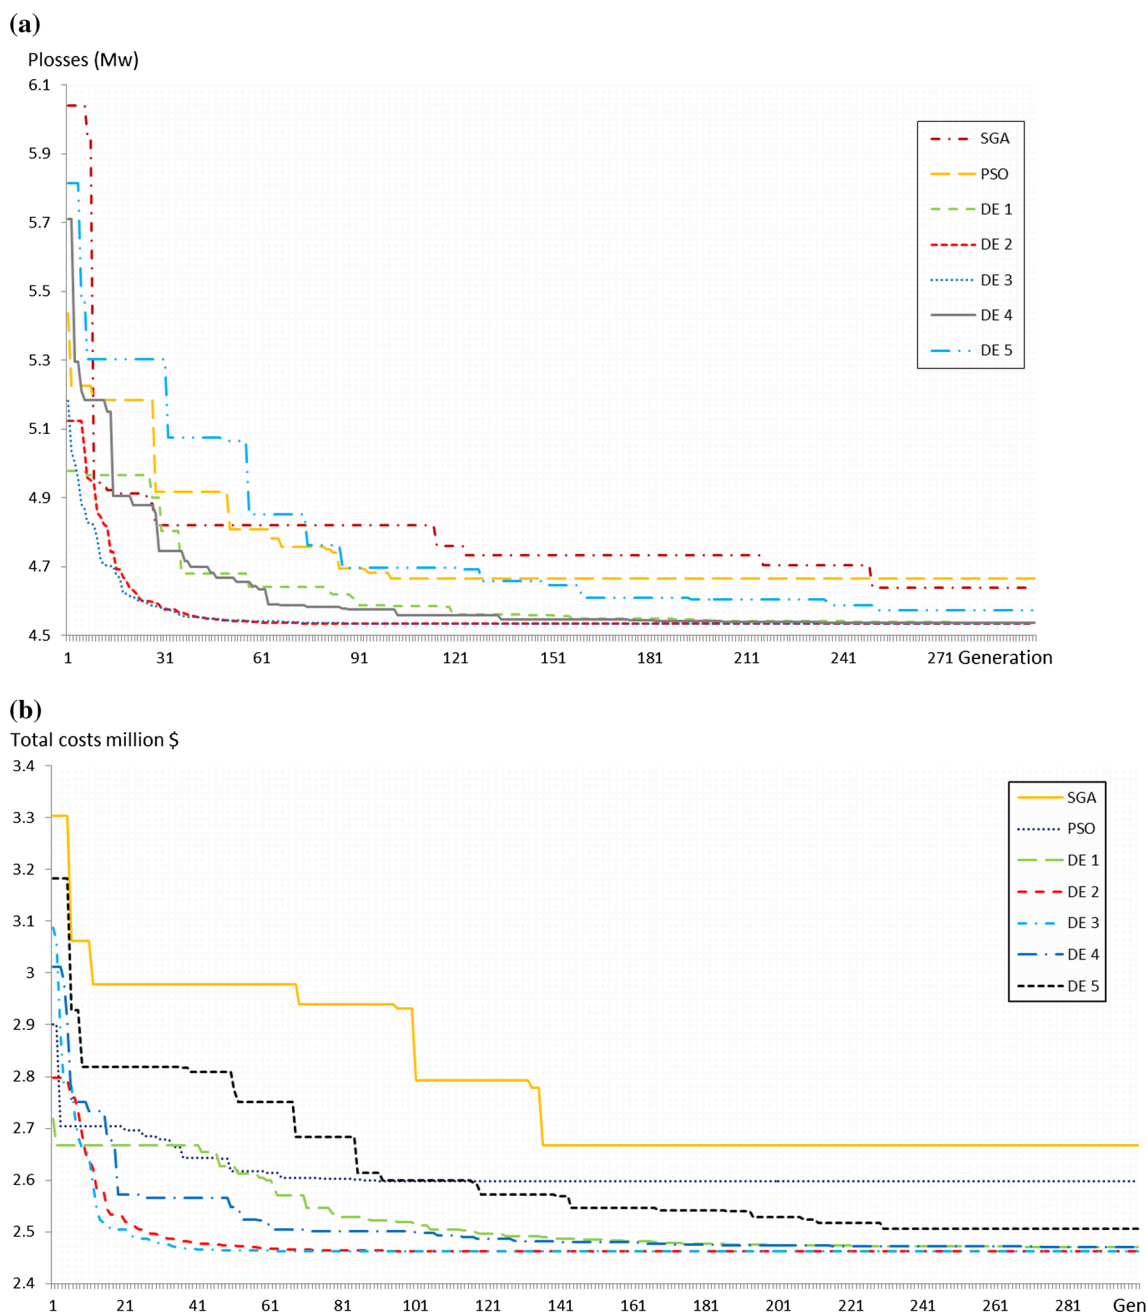 (a)
Plosses (Mw)
6.1
5.9
5.7
5.5
5.3
5.1
4.9
4.7
4.5
SGA
PSO
DE 1
DE 2
DE 3
DE 4
DE 5
1 31 61 91 121 151 181 211 241 271 Generation
(b)
Total costs million $
3.4
3.3
3.2
3.1
3
2.9
2.8
2.7
2.6
2.5
2.4
SGA
PSO
DE 1
DE 2
DE 3
DE 4
DE 5
1 21 41 61 81 101 121 141 161 181 201 221 241 261 281 Gen